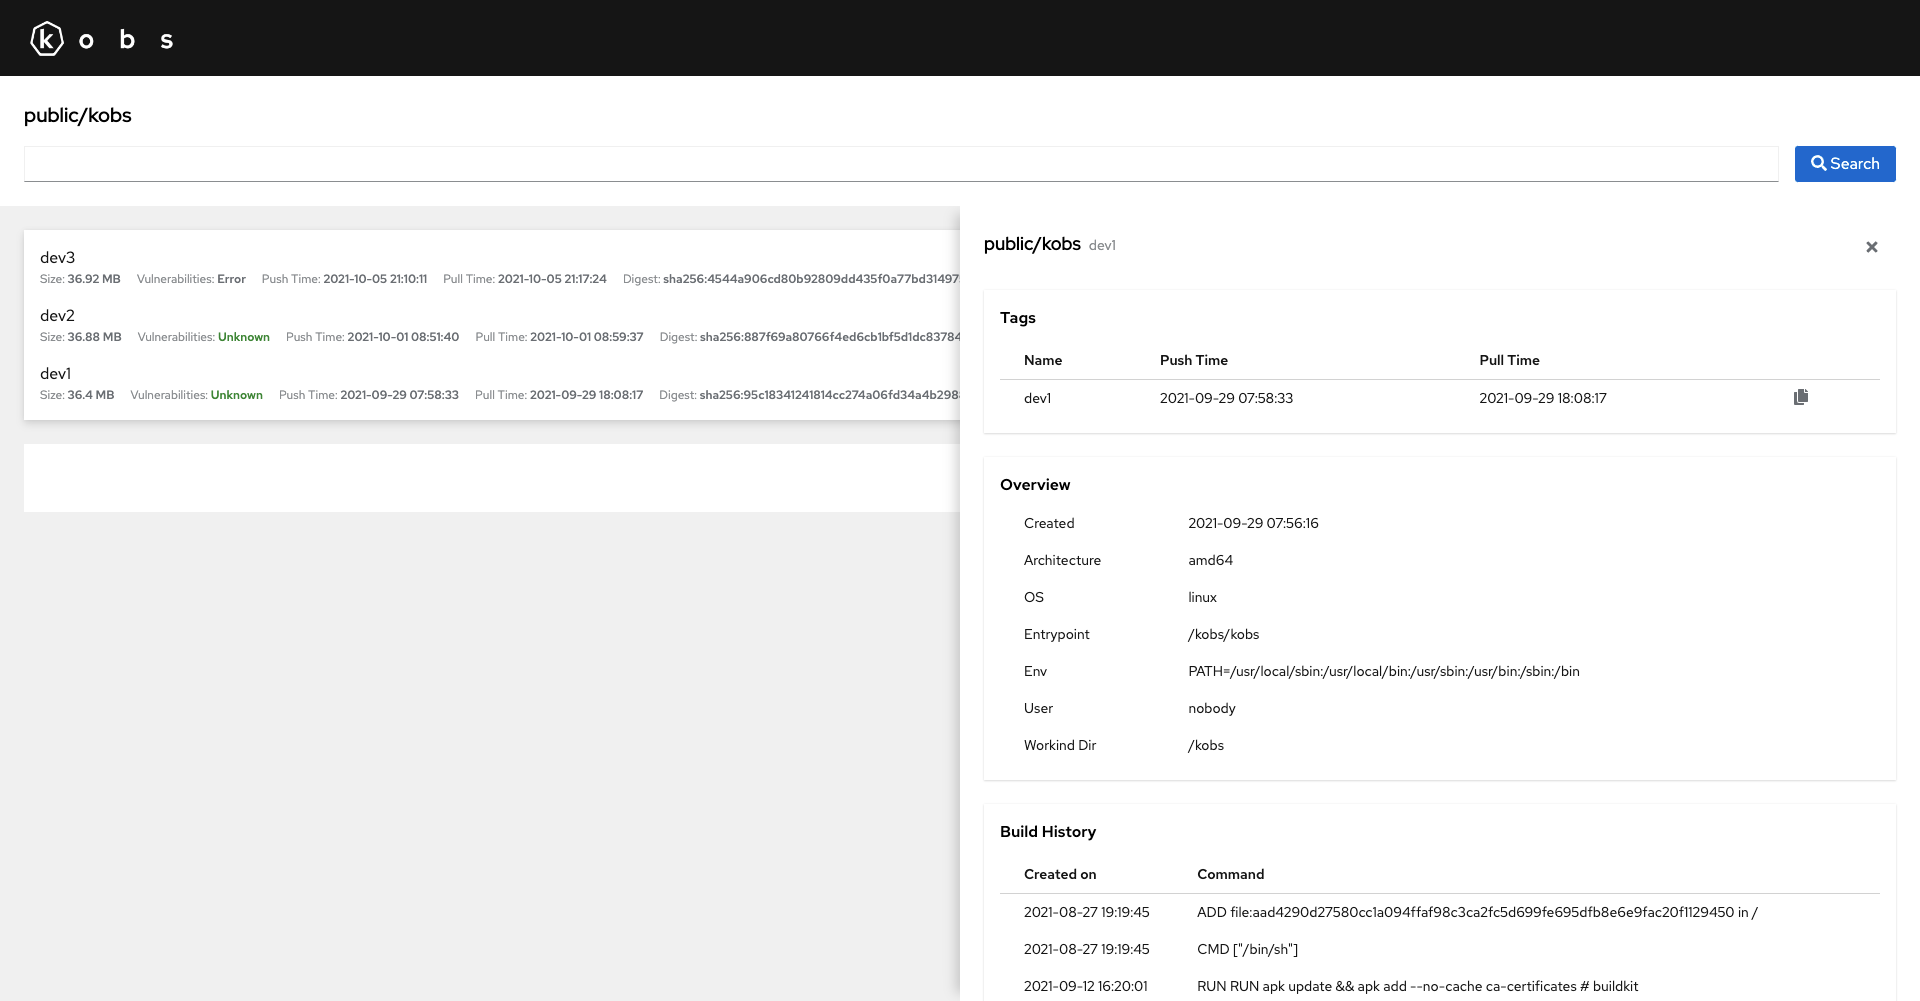 kobs
public/kobs
Search
dev3
Size: 36.92 MB Vulnerabilities: Error Push Time: 2021-10-05 21:10:11 Pull Time: 2021-10-05 21:17:24 Digest: sha256:4544a906cd80b92809dd435f0a77bd31497
dev2
Size: 36.88 MB Vulnerabilities: Unknown Push Time: 2021-10-01 08:51:40 Pull Time: 2021-10-01 08:59:37 Digest: sha256:887f69a80766f4ed6cb1bf5d1dc83784
dev1
Size: 36.4 MB Vulnerabilities: Unknown Push Time: 2021-09-29 07:58:33 Pull Time: 2021-09-29 18:08:17 Digest: sha256:95c18341241814cc274a06fd34a4b298
public/kobs dev1
Tags
Name Push Time Pull Time
dev1 2021-09-29 07:58:33 2021-09-29 18:08:17
Overview
Created 2021-09-29 07:56:16
Architecture amd64
OS linux
Entrypoint /kobs/kobs
Env PATH=/usr/local/sbin:/usr/local/bin:/usr/sbin:/usr/bin:/sbin:/bin
User nobody
Workind Dir /kobs
Build History
Created on Command
2021-08-27 19:19:45 ADD file:aad4290d27580cc1a094ffaf98c3ca2fc5d699fe695dfb8e6e9fac20f1129450 in /
2021-08-27 19:19:45 CMD ["/bin/sh"]
2021-09-12 16:20:01 RUN RUN apk update && apk add --no-cache ca-certificates # buildkit